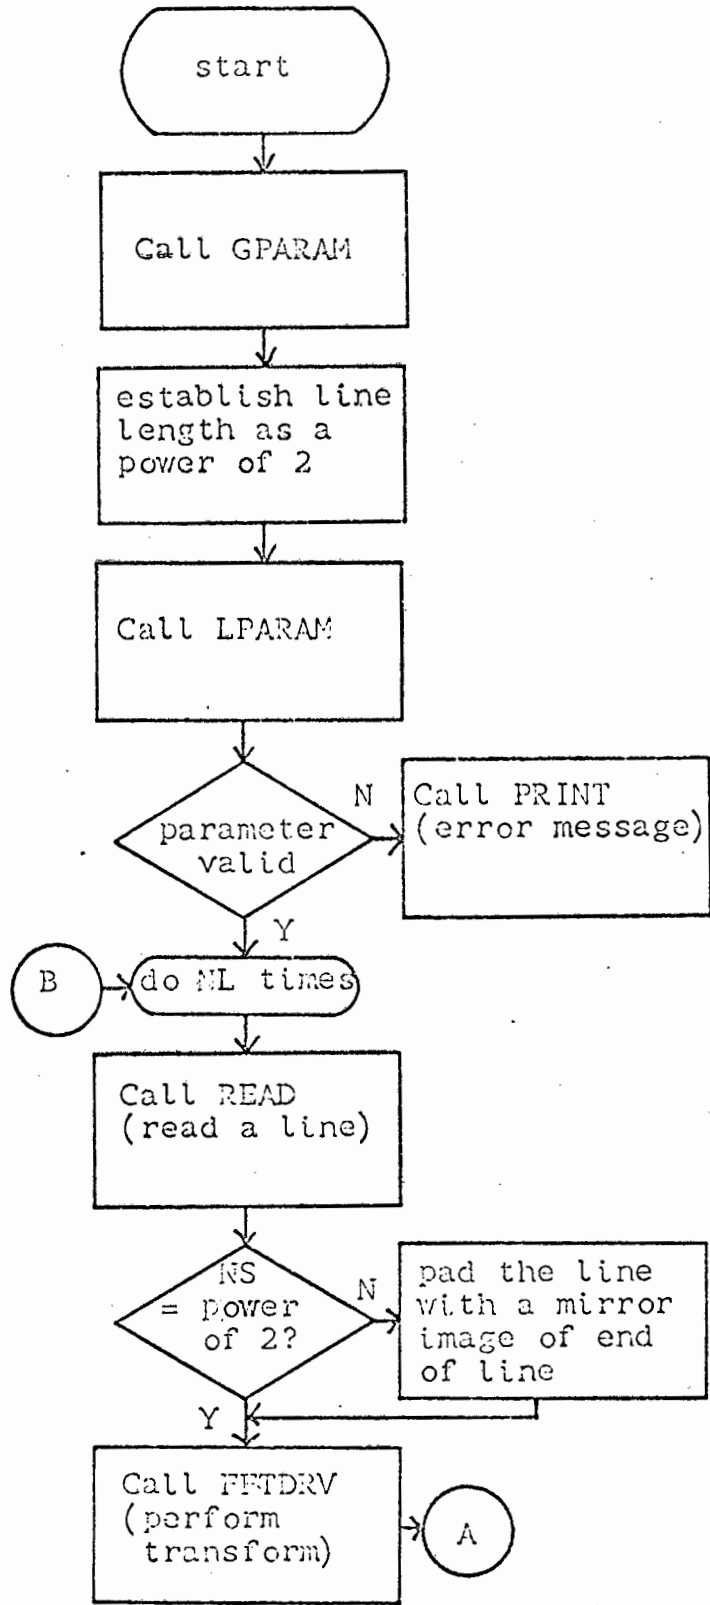 start
Call GPARAM
establish line
length as a
power of 2
Call LPARAM
parameter
valid
N
Call PRINT
(error message)
Y
B
do NL times
Call READ
(read a line)
NS
= power
of 2?
N
pad the line
with a mirror
image of end
of line
Y
Call FFTDRV
(perform
transform)
A